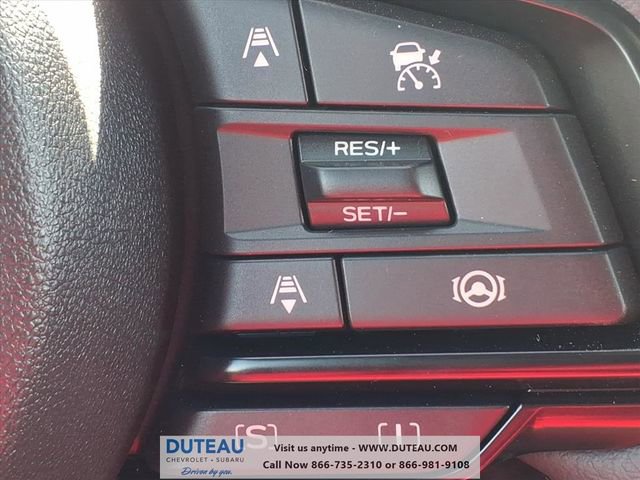 RES/+
SET/-
[S] [I]
DUTEAU
CHEVROLET • SUBARU
Driven by you.
Visit us anytime - WWW.DUTEAU.com
Call Now 866-735-2310 or 866-981-9108